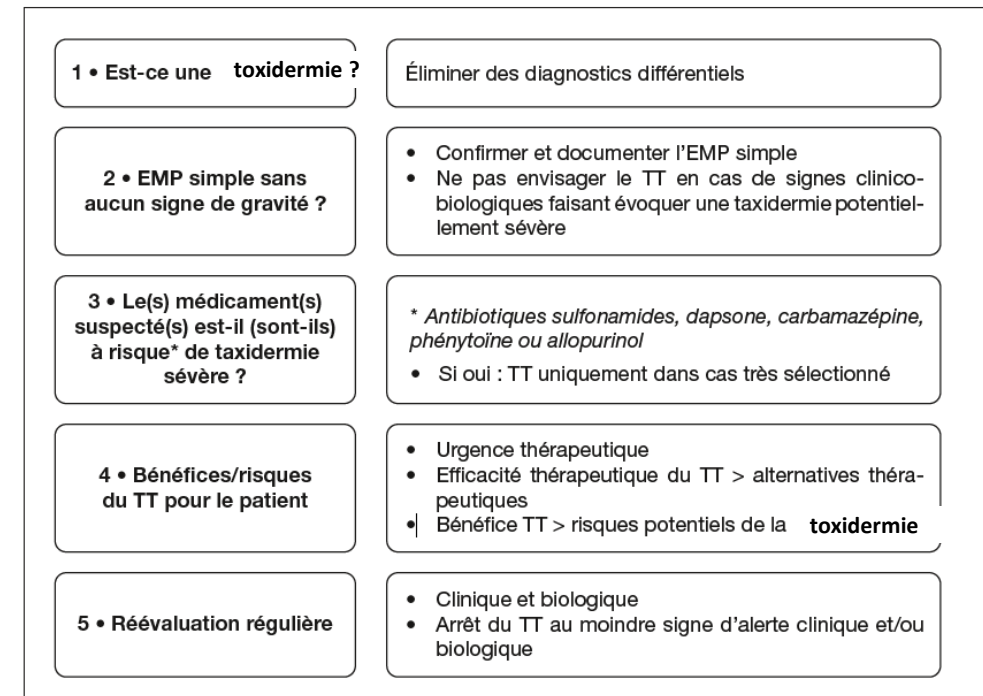 1 • Est-ce une toxidermie ?
Éliminer des diagnostics différentiels
2 • EMP simple sans
aucun signe de gravité ?
• Confirmer et documenter l'EMP simple
• Ne pas envisager le TT en cas de signes clinico-
biologiques faisant évoquer une taxidermie potentiel-
lement sévère
3 • Le(s) médicament(s)
suspecté(s) est-il (sont-ils)
à risque* de taxidermie
sévère ?
* Antibiotiques sulfonamides, dapsone, carbamazépine,
phénytoïne ou allopurinol
• Si oui : TT uniquement dans cas très sélectionné
4 • Bénéfices/risques
du TT pour le patient
• Urgence thérapeutique
• Efficacité thérapeutique du TT > alternatives théra-
peutiques
• Bénéfice TT > risques potentiels de la toxidermie
5 • Réévaluation régulière
• Clinique et biologique
• Arrêt du TT au moindre signe d'alerte clinique et/ou
biologique